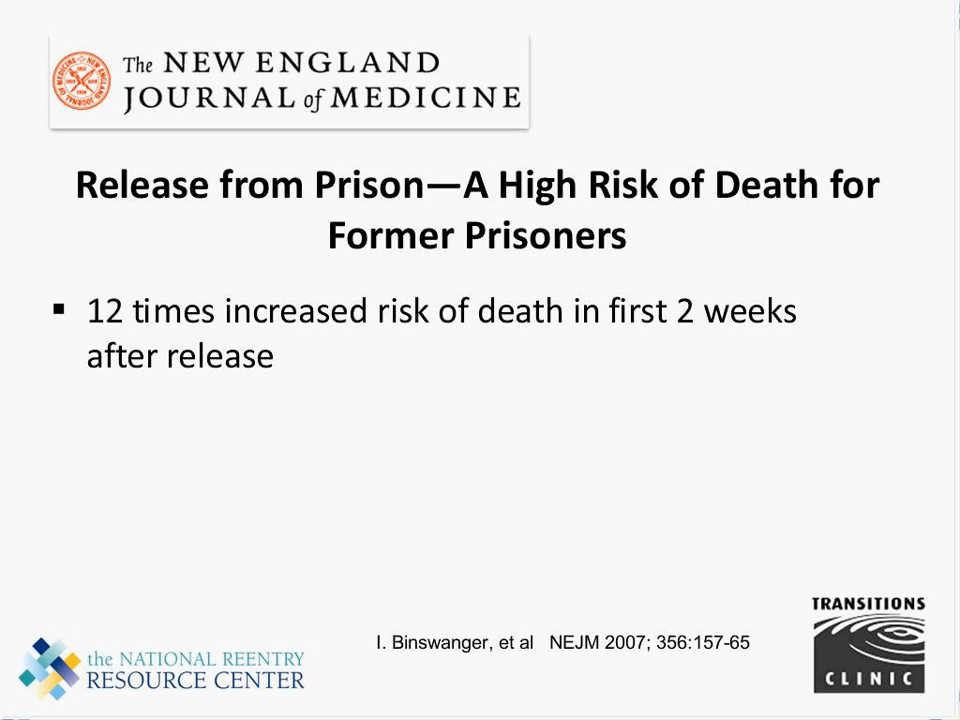 The NEW ENGLAND
JOURNAL of MEDICINE
Release from Prison—A High Risk of Death for
Former Prisoners
▪ 12 times increased risk of death in first 2 weeks
after release
I. Binswanger, et al NEJM 2007; 356:157-65
the NATIONAL REENTRY
RESOURCE CENTER
TRANSITIONS
CLINIC